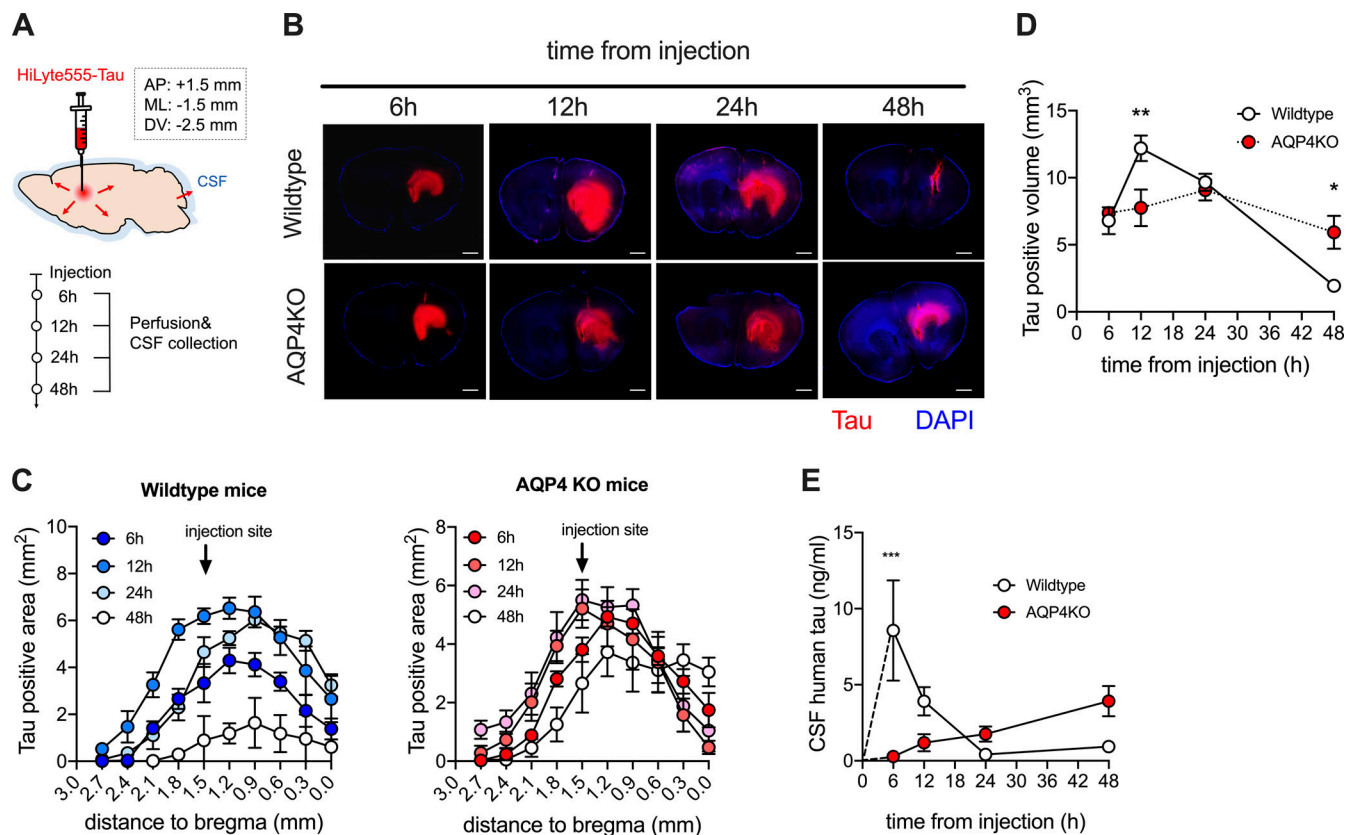 A
HiLyte555-Tau
AP: +1.5 mm
ML: -1.5 mm
DV: -2.5 mm
CSF
Injection
6h
12h
24h
48h
Perfusion&
CSF collection
B
time from injection
6h 12h 24h 48h
Wildtype
AQP4KO
Tau DAPI
C
Wildtype mice
Tau positive area (mm²)
10
8
6
4
2
0
6h
12h
24h
48h
injection site
3.0 2.7 2.4 2.1 1.8 1.5 1.2 0.9 0.6 0.3 0.0
distance to bregma (mm)
AQP4 KO mice
Tau positive area (mm²)
8
6
4
2
0
6h
12h
24h
48h
injection site
3.0 2.7 2.4 2.1 1.8 1.5 1.2 0.9 0.6 0.3 0.0
distance to bregma (mm)
D
Tau positive volume (mm³)
15
10
5
0
**
*
Wildtype
AQP4KO
0 6 12 18 24 30 36 42 48
time from injection (h)
E
CSF human tau (ng/ml)
15
10
5
0
***
Wildtype
AQP4KO
0 6 12 18 24 30 36 42 48
time from injection (h)